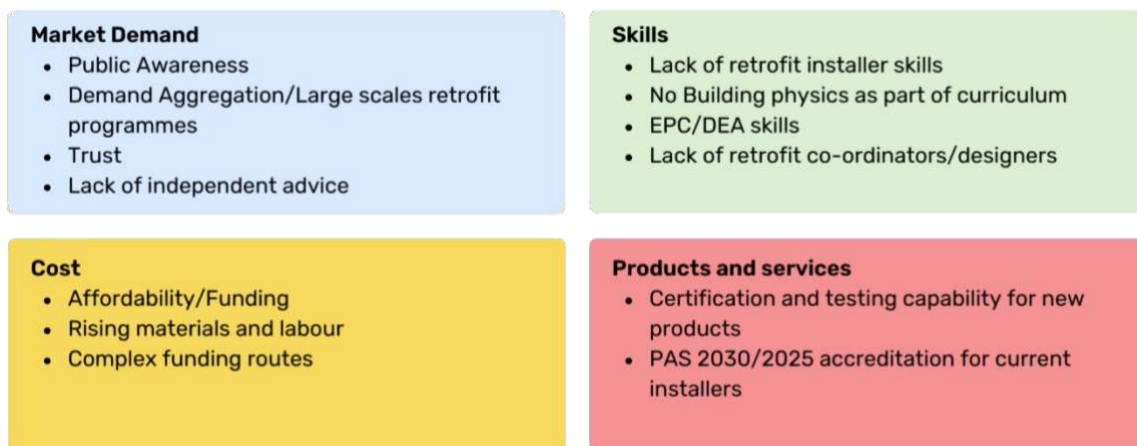 Market Demand
• Public Awareness
• Demand Aggregation/Large scales retrofit
programmes
• Trust
• Lack of independent advice
Skills
• Lack of retrofit installer skills
• No Building physics as part of curriculum
• EPC/DEA skills
• Lack of retrofit co-ordinators/designers
Cost
• Affordability/Funding
• Rising materials and labour
• Complex funding routes
Products and services
• Certification and testing capability for new
products
• PAS 2030/2025 accreditation for current
installers